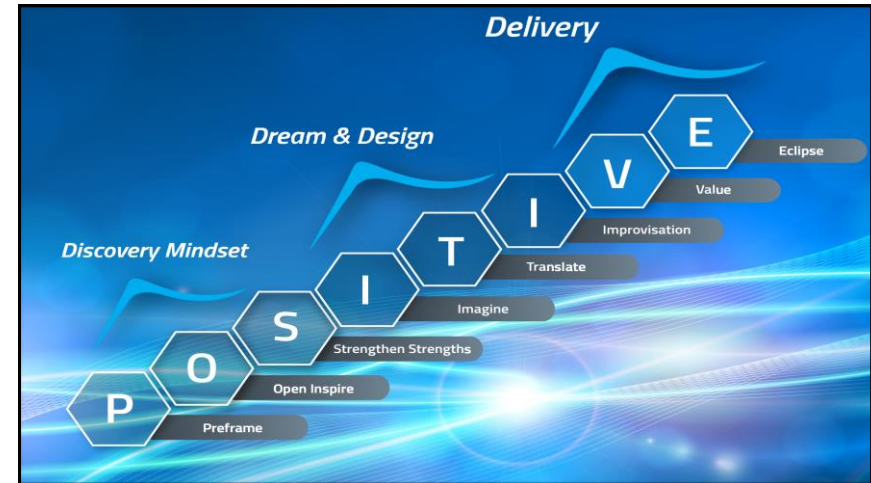 Delivery
Dream & Design
Discovery Mindset
E
Eclipse
V
Value
I
Improvisation
T
Translate
I
Imagine
S
Strengthen Strengths
O
Open Inspire
P
Preframe